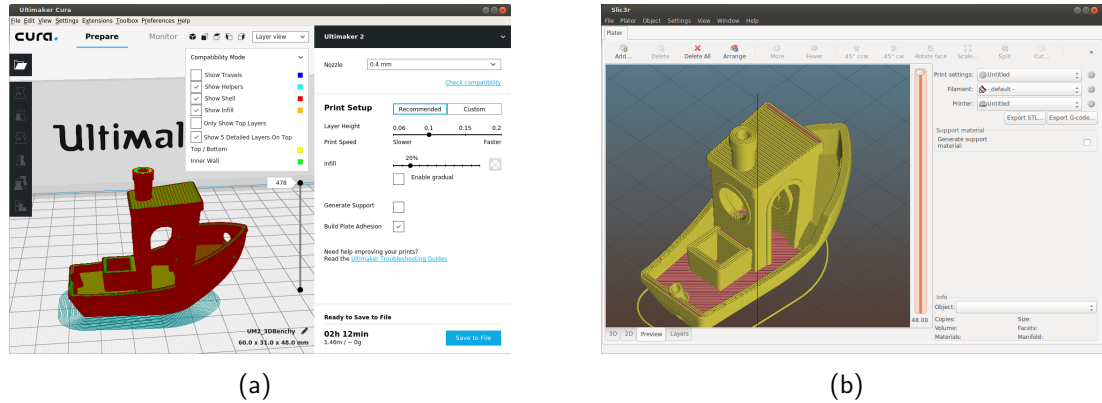 Ultimaker Cura
File Edit View Settings Extensions Toolbox Preferences Help
cura. Prepare Monitor Layer view
Compatibility Mode
Show Travels
Show Helpers
Show Shell
Show Infill
Only Show Top Layers
Show 5 Detailed Layers On Top
Top / Bottom
Inner Wall
Ultimak
478
UM2_3DBenchy
60.0 x 31.0 x 48.0 mm
Ultimaker 2
Nozzle 0.4 mm
Check compatibility
Print Setup Recommended Custom
Layer Height 0.06 0.1 0.15 0.2
Print Speed Slower Faster
Infill 20%
Enable gradual
Generate Support
Build Plate Adhesion
Need help improving your prints?
Read the Ultimaker Troubleshooting Guides
Ready to Save to File
02h 12min
1.46m / ~ 0g
Save to File
(a)
Slic3r
File Plater Object Settings View Window Help
Plater
Add... Delete Delete All Arrange More Fewer 45° ccw 45° cw Rotate face Scale... Split Cut...
Print settings: Untitled
Filament: - default -
Printer: Untitled
Export STL... Export G-code...
Support material
Generate support
material:
Info
Object:
48.00 Copies: Size:
Volume: Facets:
Materials: Manifold:
3D 2D Preview Layers
(b)